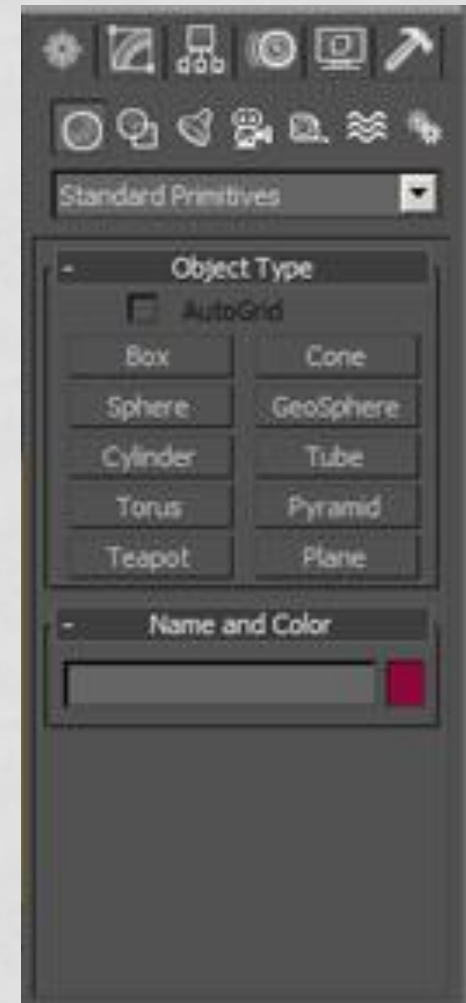 Standard Primitives
- Object Type
AutoGrid
Box Cone
Sphere GeoSphere
Cylinder Tube
Torus Pyramid
Teapot Plane
- Name and Color